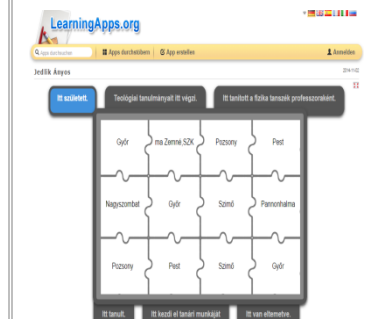 LearningApps.org
Apps durchstöbern App erstellen Anmelden
Jedlik Ányos
Itt született. Teológiai tanulmányait itt végzi. Itt tanított a fizika tanszék professzoraként.
Győr ma Zemné, SZK Pozsony Pest
Nagyszombat Győr Szimő Pannonhalma
Pozsony Pest Szimő Győr
Itt tanult. Itt kezdi el tanári munkáját Itt van eltemetve.